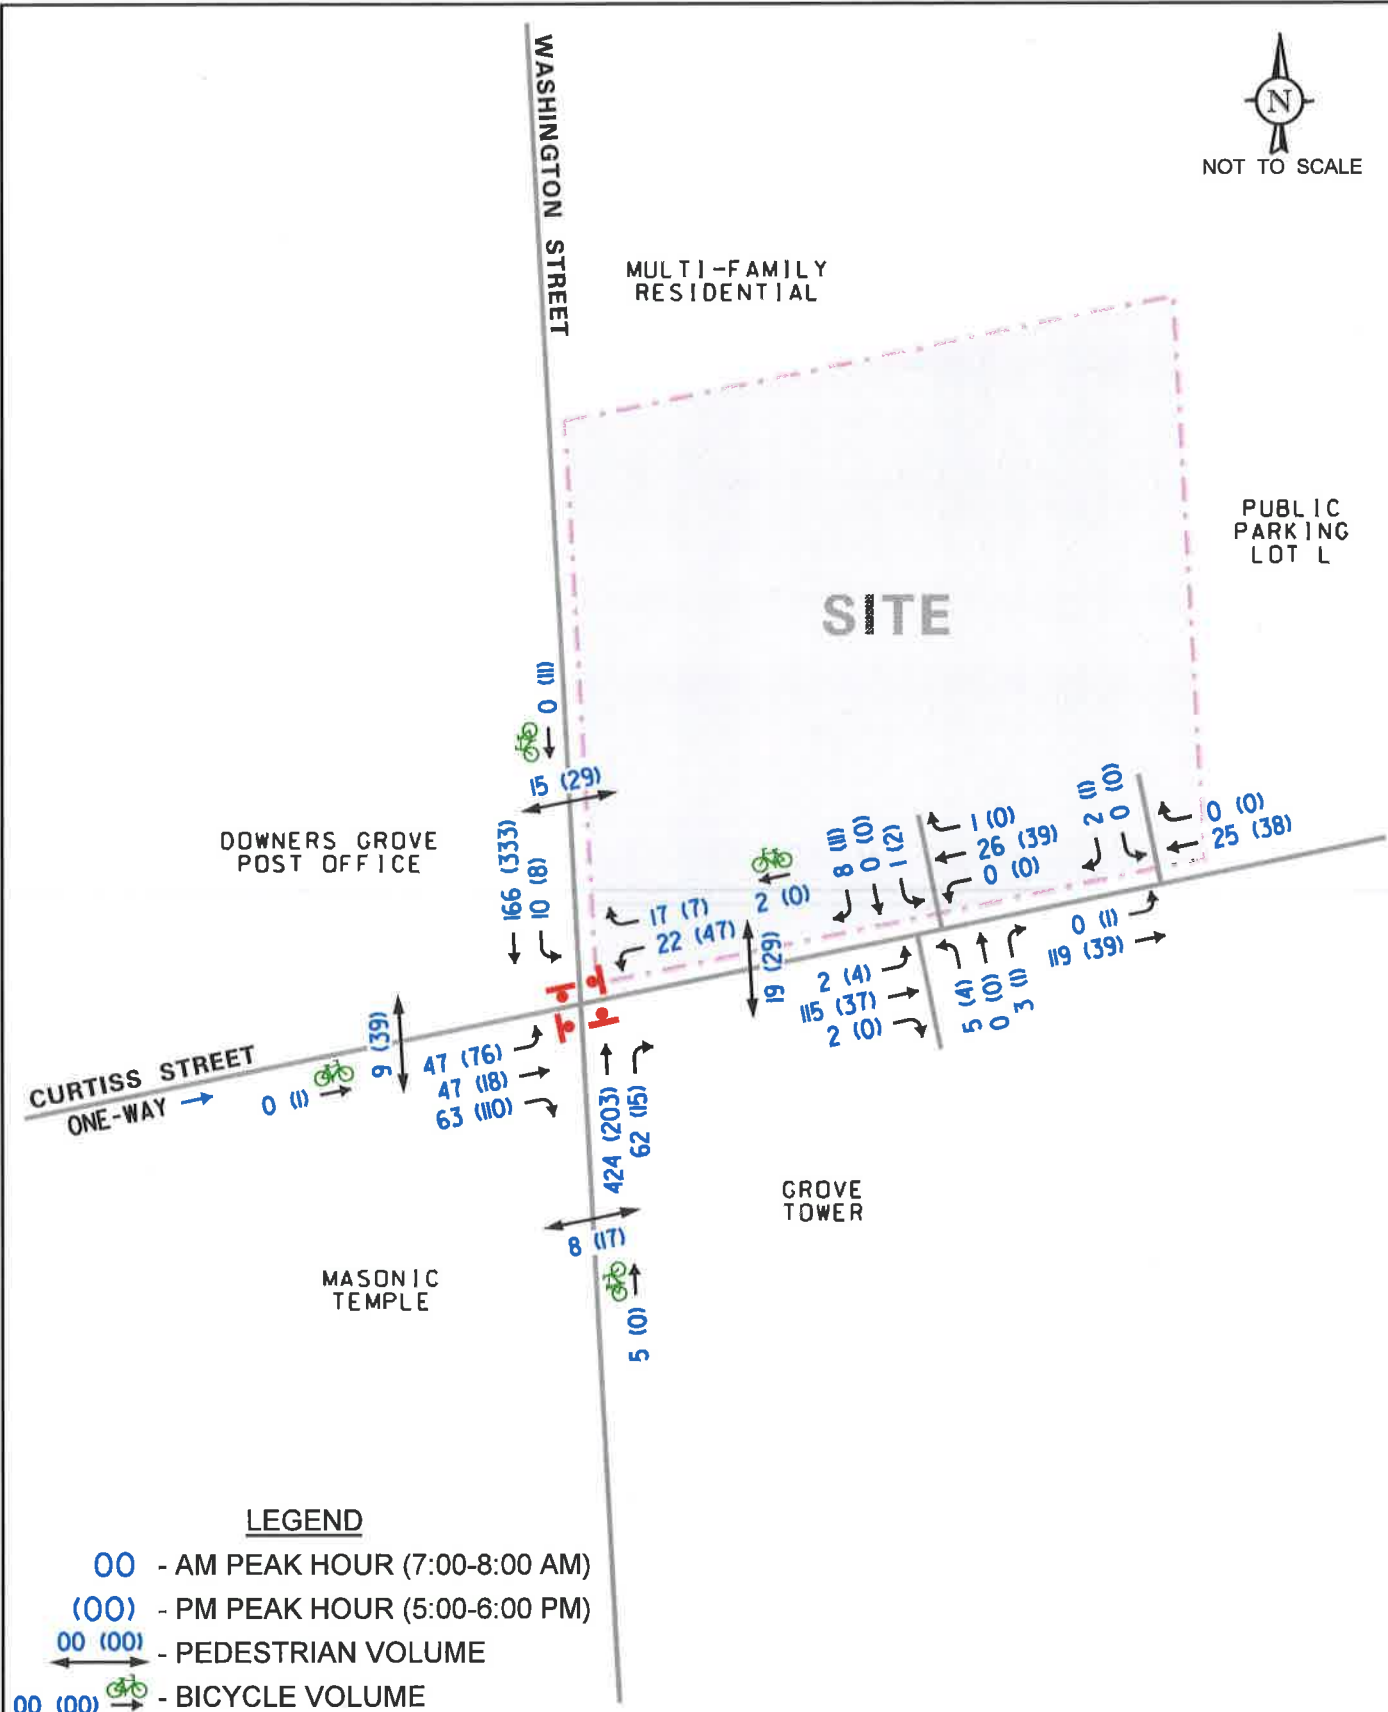 WASHINGTON STREET
N
NOT TO SCALE
MULTI-FAMILY
RESIDENTIAL
PUBLIC
PARKING
LOT L
SITE
0 (11)
15 (29)
DOWNERS GROVE
POST OFFICE
166 (333)
10 (8)
17 (7)
22 (47)
2 (0)
19 (29)
8 (11)
0 (0)
1 (2)
1 (0)
26 (39)
0 (0)
2 (1)
0 (0)
0 (0)
25 (38)
0 (1)
119 (39)
2 (4)
115 (37)
2 (0)
5 (4)
0 (0)
3 (1)
CURTISS STREET
ONE-WAY
0 (1)
9 (39)
47 (76)
47 (18)
63 (110)
424 (203)
62 (15)
8 (17)
5 (0)
GROVE
TOWER
MASONIC
TEMPLE
LEGEND
00 - AM PEAK HOUR (7:00-8:00 AM)
(00) - PM PEAK HOUR (5:00-6:00 PM)
00 (00) - PEDESTRIAN VOLUME
00 (00) - BICYCLE VOLUME